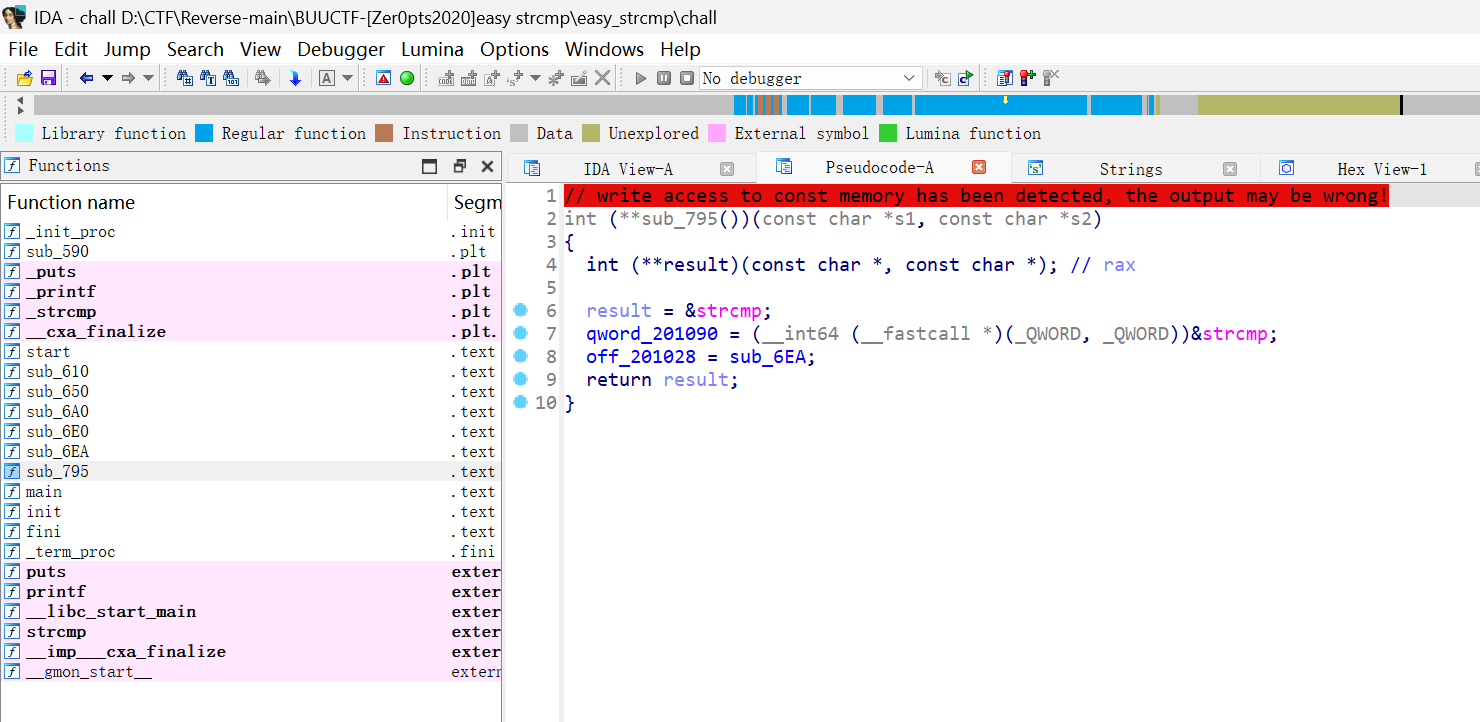 IDA - chall D:\CTF\Reverse-main\BUUCTF-[Zer0pts2020]easy strcmp\easy_strcmp\chall
File Edit Jump Search View Debugger Lumina Options Windows Help
No debugger
Library function Regular function Instruction Data Unexplored External symbol Lumina function
Functions
IDA View-A Pseudocode-A Strings Hex View-1
Function name Segm
_init_proc .init
sub_590 .plt
_puts .plt
_printf .plt
_strcmp .plt
__cxa_finalize .plt.
start .text
sub_610 .text
sub_650 .text
sub_6A0 .text
sub_6E0 .text
sub_6EA .text
sub_795 .text
main .text
init .text
fini .text
_term_proc .fini
puts exter
printf exter
__libc_start_main exter
strcmp exter
__imp___cxa_finalize exter
__gmon_start__ extern
1 // write access to const memory has been detected, the output may be wrong!
2 int (**sub_795())(const char *s1, const char *s2)
3 {
4 int (**result)(const char *, const char *); // rax
5
6 result = &strcmp;
7 qword_201090 = (__int64 (__fastcall *)(_QWORD, _QWORD))&strcmp;
8 off_201028 = sub_6EA;
9 return result;
10 }